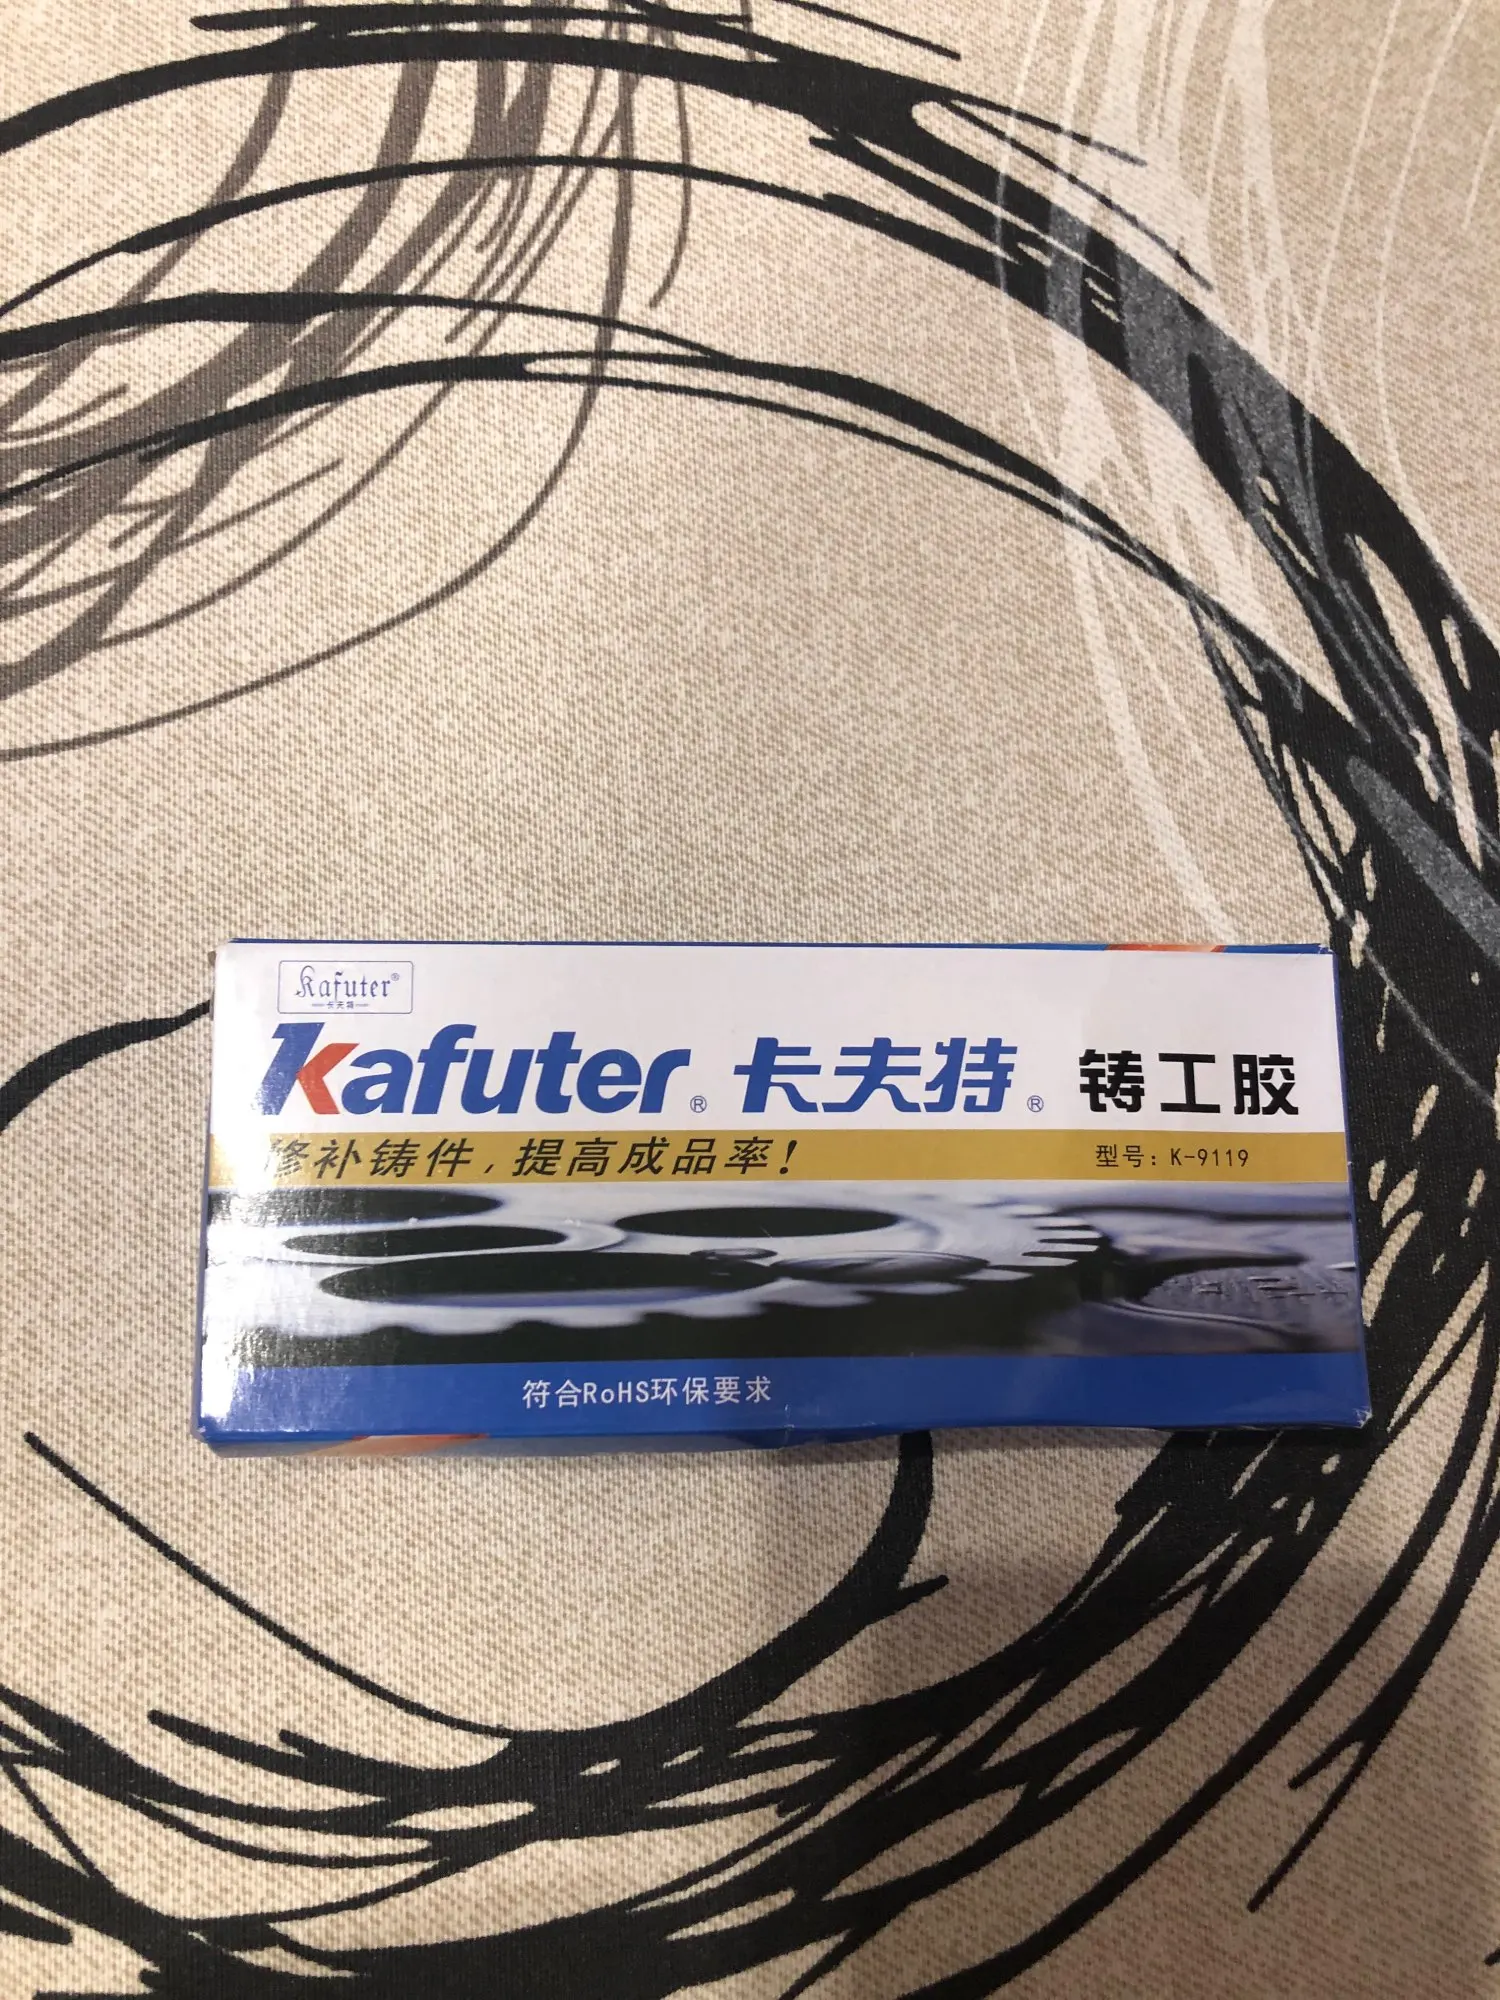 Kafuter®
卡夫特
Kafuter® 卡夫特® 铸工胶
修补铸件，提高成品率！ 型号：K-9119
符合RoHS环保要求